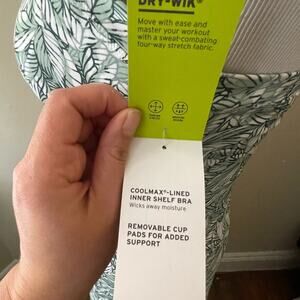 DRY-WIK®
Move with ease and
master your workout
with a sweat-combating
four-way stretch fabric.
COOLMAX®-LINED
INNER SHELF BRA
Wicks away moisture
REMOVABLE CUP
PADS FOR ADDED
SUPPORT